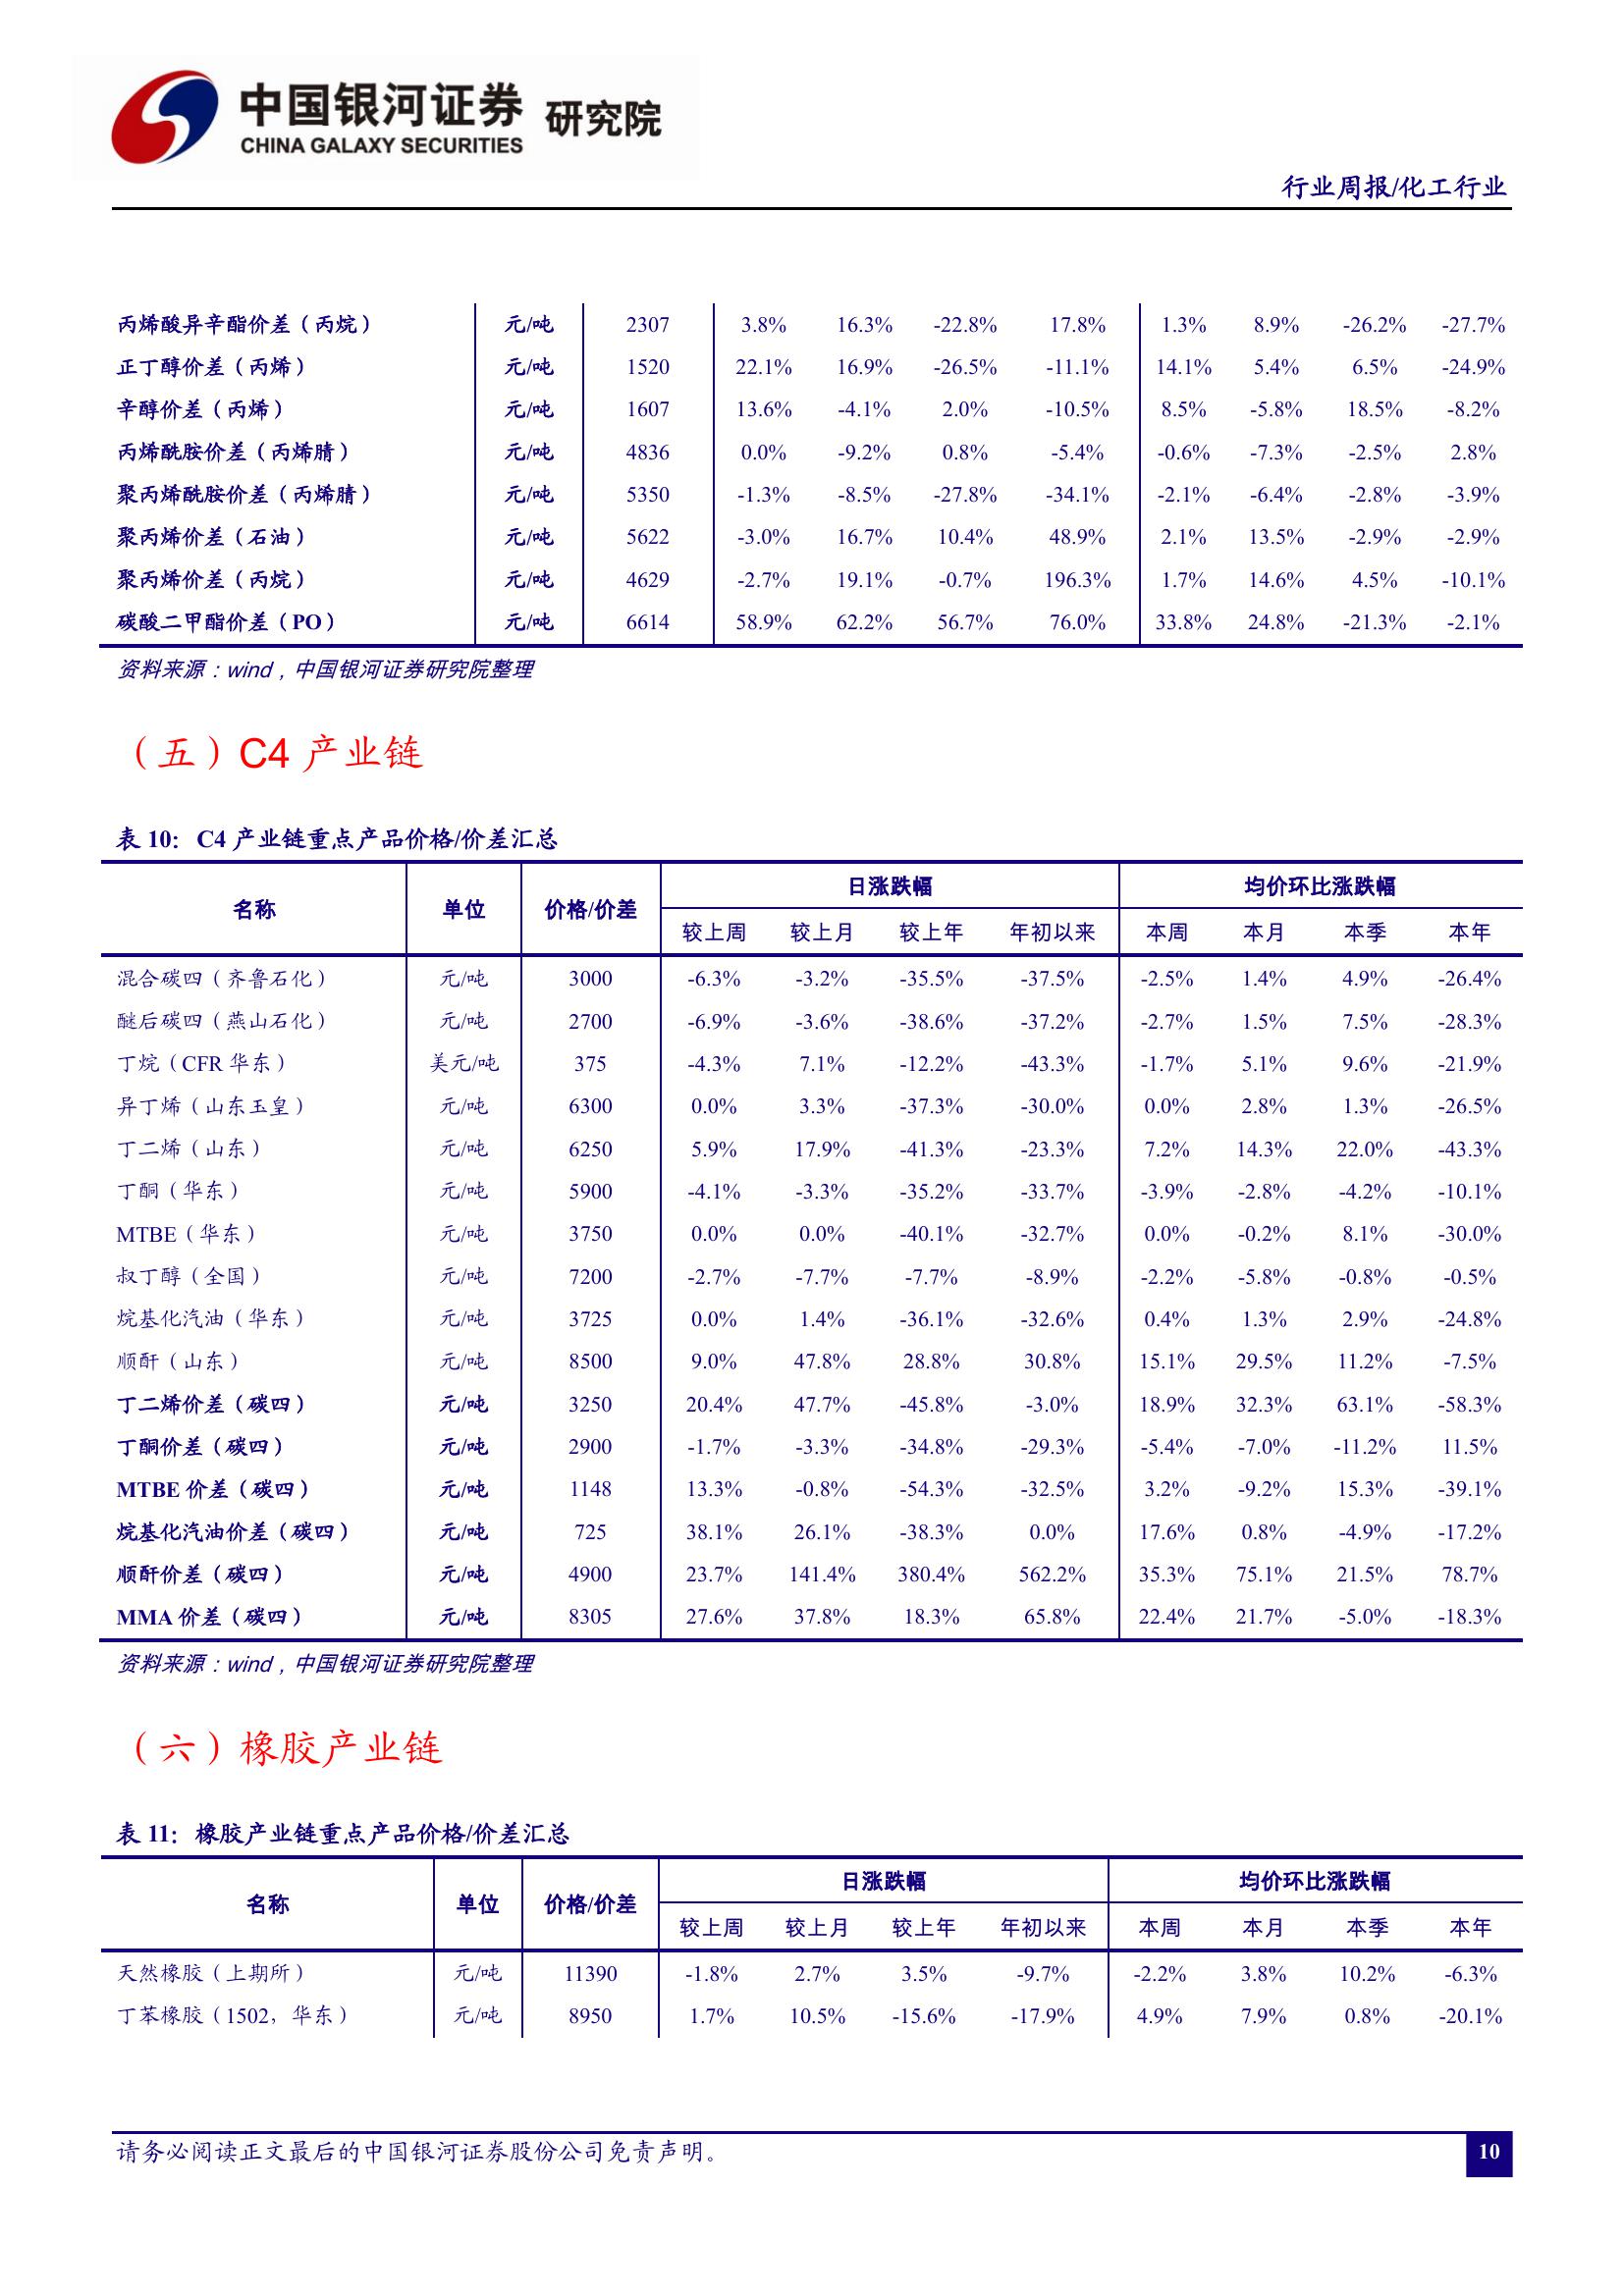 中国银河证券 研究院
CHINA GALAXY SECURITIES
行业周报/化工行业
丙烯酸异辛酯价差（丙烷） 元/吨 2307 3.8% 16.3% -22.8% 17.8% 1.3% 8.9% -26.2% -27.7%
正丁醇价差（丙烯） 元/吨 1520 22.1% 16.9% -26.5% -11.1% 14.1% 5.4% 6.5% -24.9%
辛醇价差（丙烯） 元/吨 1607 13.6% -4.1% 2.0% -10.5% 8.5% -5.8% 18.5% -8.2%
丙烯酰胺价差（丙烯腈） 元/吨 4836 0.0% -9.2% 0.8% -5.4% -0.6% -7.3% -2.5% 2.8%
聚丙烯酰胺价差（丙烯腈） 元/吨 5350 -1.3% -8.5% -27.8% -34.1% -2.1% -6.4% -2.8% -3.9%
聚丙烯价差（石油） 元/吨 5622 -3.0% 16.7% 10.4% 48.9% 2.1% 13.5% -2.9% -2.9%
聚丙烯价差（丙烷） 元/吨 4629 -2.7% 19.1% -0.7% 196.3% 1.7% 14.6% 4.5% -10.1%
碳酸二甲酯价差（PO） 元/吨 6614 58.9% 62.2% 56.7% 76.0% 33.8% 24.8% -21.3% -2.1%
资料来源：wind，中国银河证券研究院整理
（五）C4 产业链
表 10：C4 产业链重点产品价格/价差汇总
名称 单位 价格/价差 日涨跌幅 均价环比涨跌幅
较上周 较上月 较上年 年初以来 本周 本月 本季 本年
混合碳四（齐鲁石化） 元/吨 3000 -6.3% -3.2% -35.5% -37.5% -2.5% 1.4% 4.9% -26.4%
醚后碳四（燕山石化） 元/吨 2700 -6.9% -3.6% -38.6% -37.2% -2.7% 1.5% 7.5% -28.3%
丁烷（CFR 华东） 美元/吨 375 -4.3% 7.1% -12.2% -43.3% -1.7% 5.1% 9.6% -21.9%
异丁烯（山东玉皇） 元/吨 6300 0.0% 3.3% -37.3% -30.0% 0.0% 2.8% 1.3% -26.5%
丁二烯（山东） 元/吨 6250 5.9% 17.9% -41.3% -23.3% 7.2% 14.3% 22.0% -43.3%
丁酮（华东） 元/吨 5900 -4.1% -3.3% -35.2% -33.7% -3.9% -2.8% -4.2% -10.1%
MTBE（华东） 元/吨 3750 0.0% 0.0% -40.1% -32.7% 0.0% -0.2% 8.1% -30.0%
叔丁醇（全国） 元/吨 7200 -2.7% -7.7% -7.7% -8.9% -2.2% -5.8% -0.8% -0.5%
烷基化汽油（华东） 元/吨 3725 0.0% 1.4% -36.1% -32.6% 0.4% 1.3% 2.9% -24.8%
顺酐（山东） 元/吨 8500 9.0% 47.8% 28.8% 30.8% 15.1% 29.5% 11.2% -7.5%
丁二烯价差（碳四） 元/吨 3250 20.4% 47.7% -45.8% -3.0% 18.9% 32.3% 63.1% -58.3%
丁酮价差（碳四） 元/吨 2900 -1.7% -3.3% -34.8% -29.3% -5.4% -7.0% -11.2% 11.5%
MTBE 价差（碳四） 元/吨 1148 13.3% -0.8% -54.3% -32.5% 3.2% -9.2% 15.3% -39.1%
烷基化汽油价差（碳四） 元/吨 725 38.1% 26.1% -38.3% 0.0% 17.6% 0.8% -4.9% -17.2%
顺酐价差（碳四） 元/吨 4900 23.7% 141.4% 380.4% 562.2% 35.3% 75.1% 21.5% 78.7%
MMA 价差（碳四） 元/吨 8305 27.6% 37.8% 18.3% 65.8% 22.4% 21.7% -5.0% -18.3%
资料来源：wind，中国银河证券研究院整理
（六）橡胶产业链
表 11：橡胶产业链重点产品价格/价差汇总
名称 单位 价格/价差 日涨跌幅 均价环比涨跌幅
较上周 较上月 较上年 年初以来 本周 本月 本季 本年
天然橡胶（上期所） 元/吨 11390 -1.8% 2.7% 3.5% -9.7% -2.2% 3.8% 10.2% -6.3%
丁苯橡胶（1502，华东） 元/吨 8950 1.7% 10.5% -15.6% -17.9% 4.9% 7.9% 0.8% -20.1%
请务必阅读正文最后的中国银河证券股份公司免责声明。 10